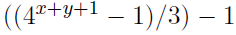 ((4^{x+y+1} − 1)/3) − 1